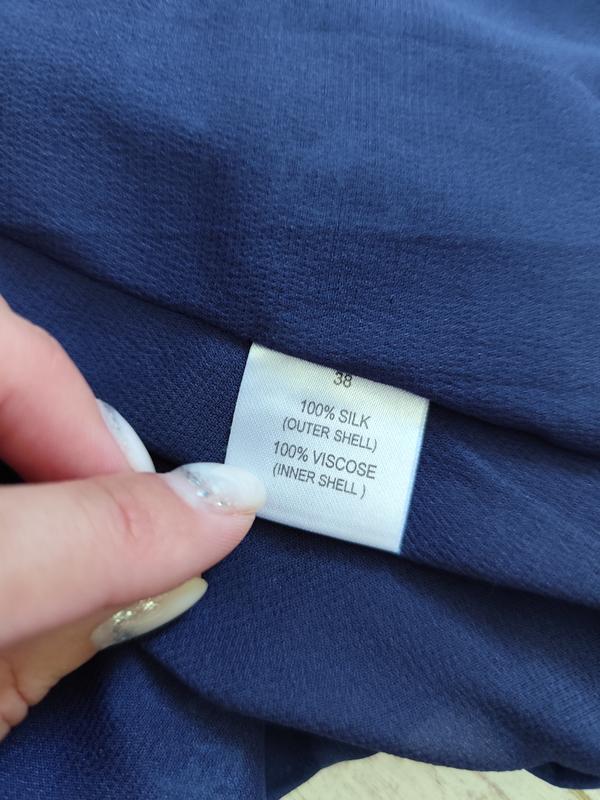 38
100% SILK
(OUTER SHELL)
100% VISCOSE
(INNER SHELL )